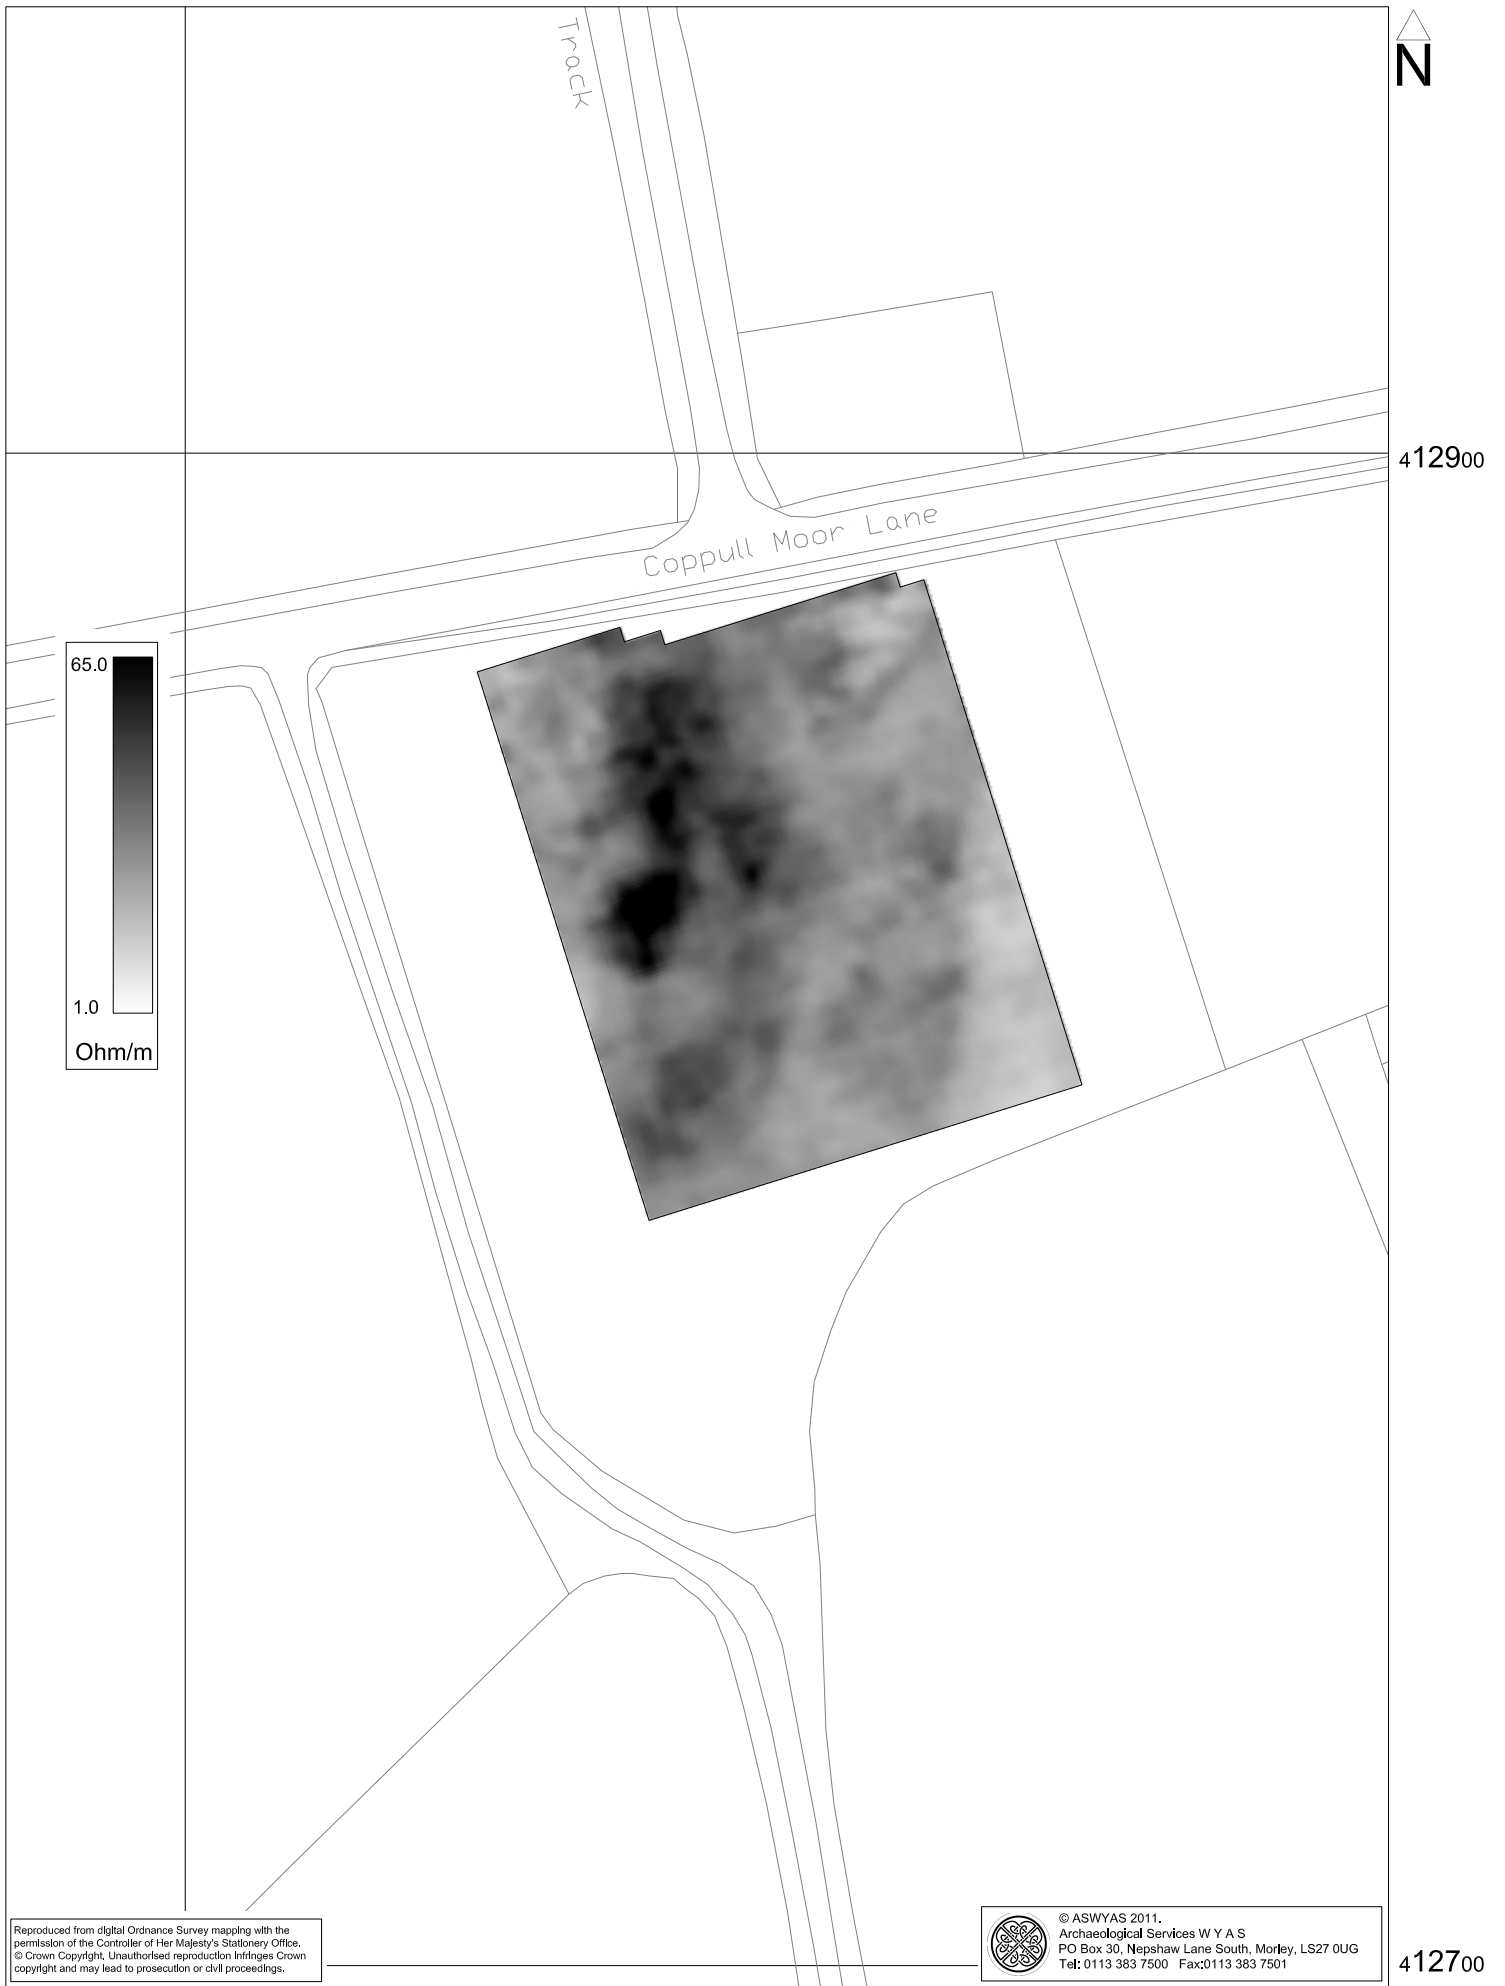 Track
N
412900
Coppull Moor Lane
65.0
1.0
Ohm/m
Reproduced from digital Ordnance Survey mapping with the
permission of the Controller of Her Majesty's Stationery Office.
© Crown Copyright, Unauthorised reproduction infringes Crown
copyright and may lead to prosecution or civil proceedings.
© ASWYAS 2011.
Archaeological Services W Y A S
PO Box 30, Nepshaw Lane South, Morley, LS27 0UG
Tel: 0113 383 7500 Fax:0113 383 7501
412700